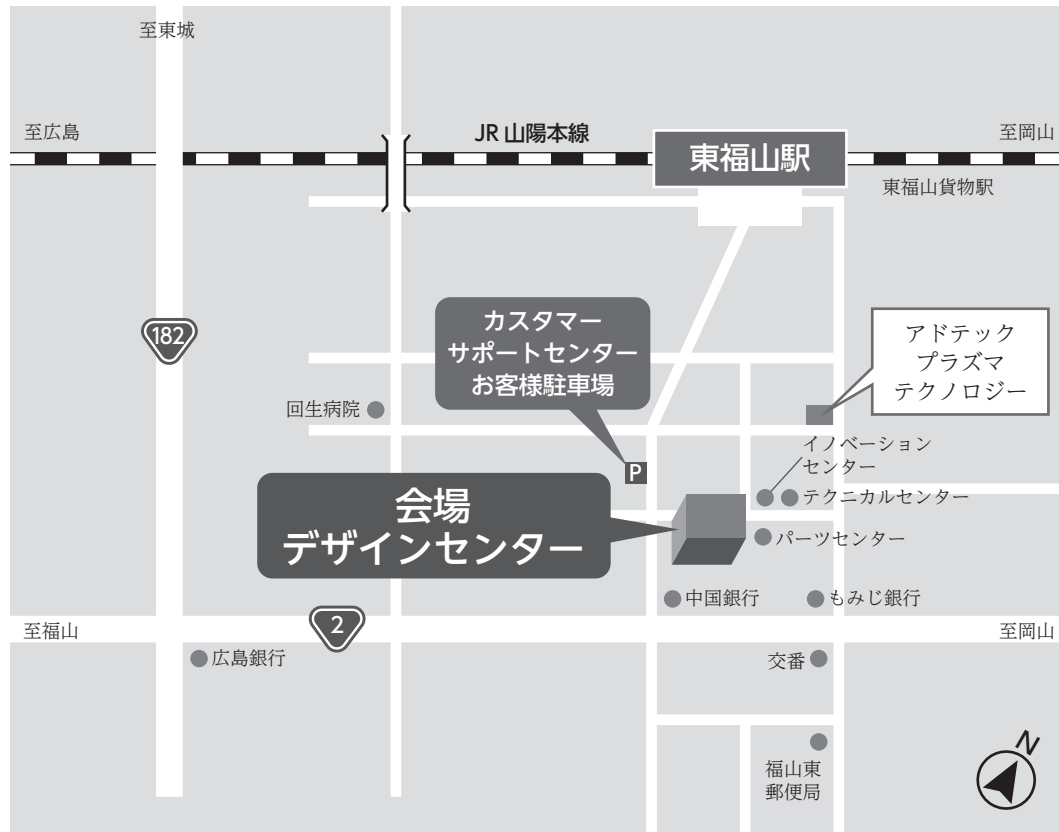 至東城
至広島
JR 山陽本線
東福山駅
至岡山
東福山貨物駅
182
カスタマー
サポートセンター
お客様駐車場
アドテック
プラズマ
テクノロジー
回生病院
イノベーション
センター
P
会場
デザインセンター
テクニカルセンター
パーツセンター
中国銀行
もみじ銀行
2
至福山
至岡山
広島銀行
交番
福山東
郵便局
N